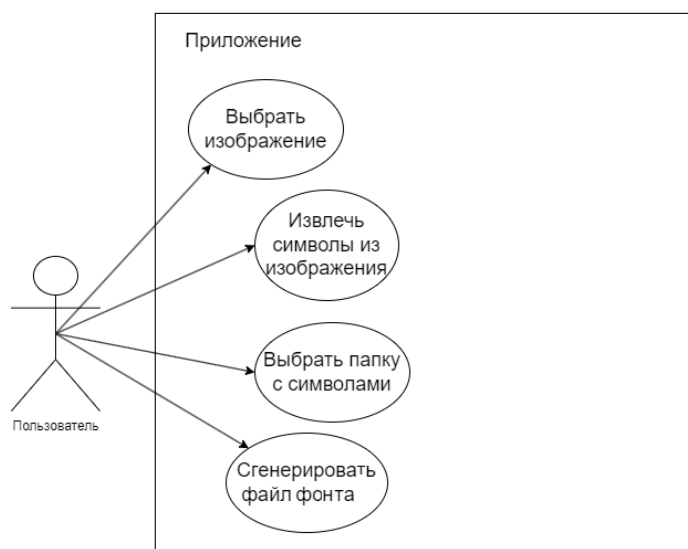 Приложение
Выбрать
изображение
Извлечь
символы из
изображения
Выбрать папку
с символами
Сгенерировать
файл фонта
Пользователь